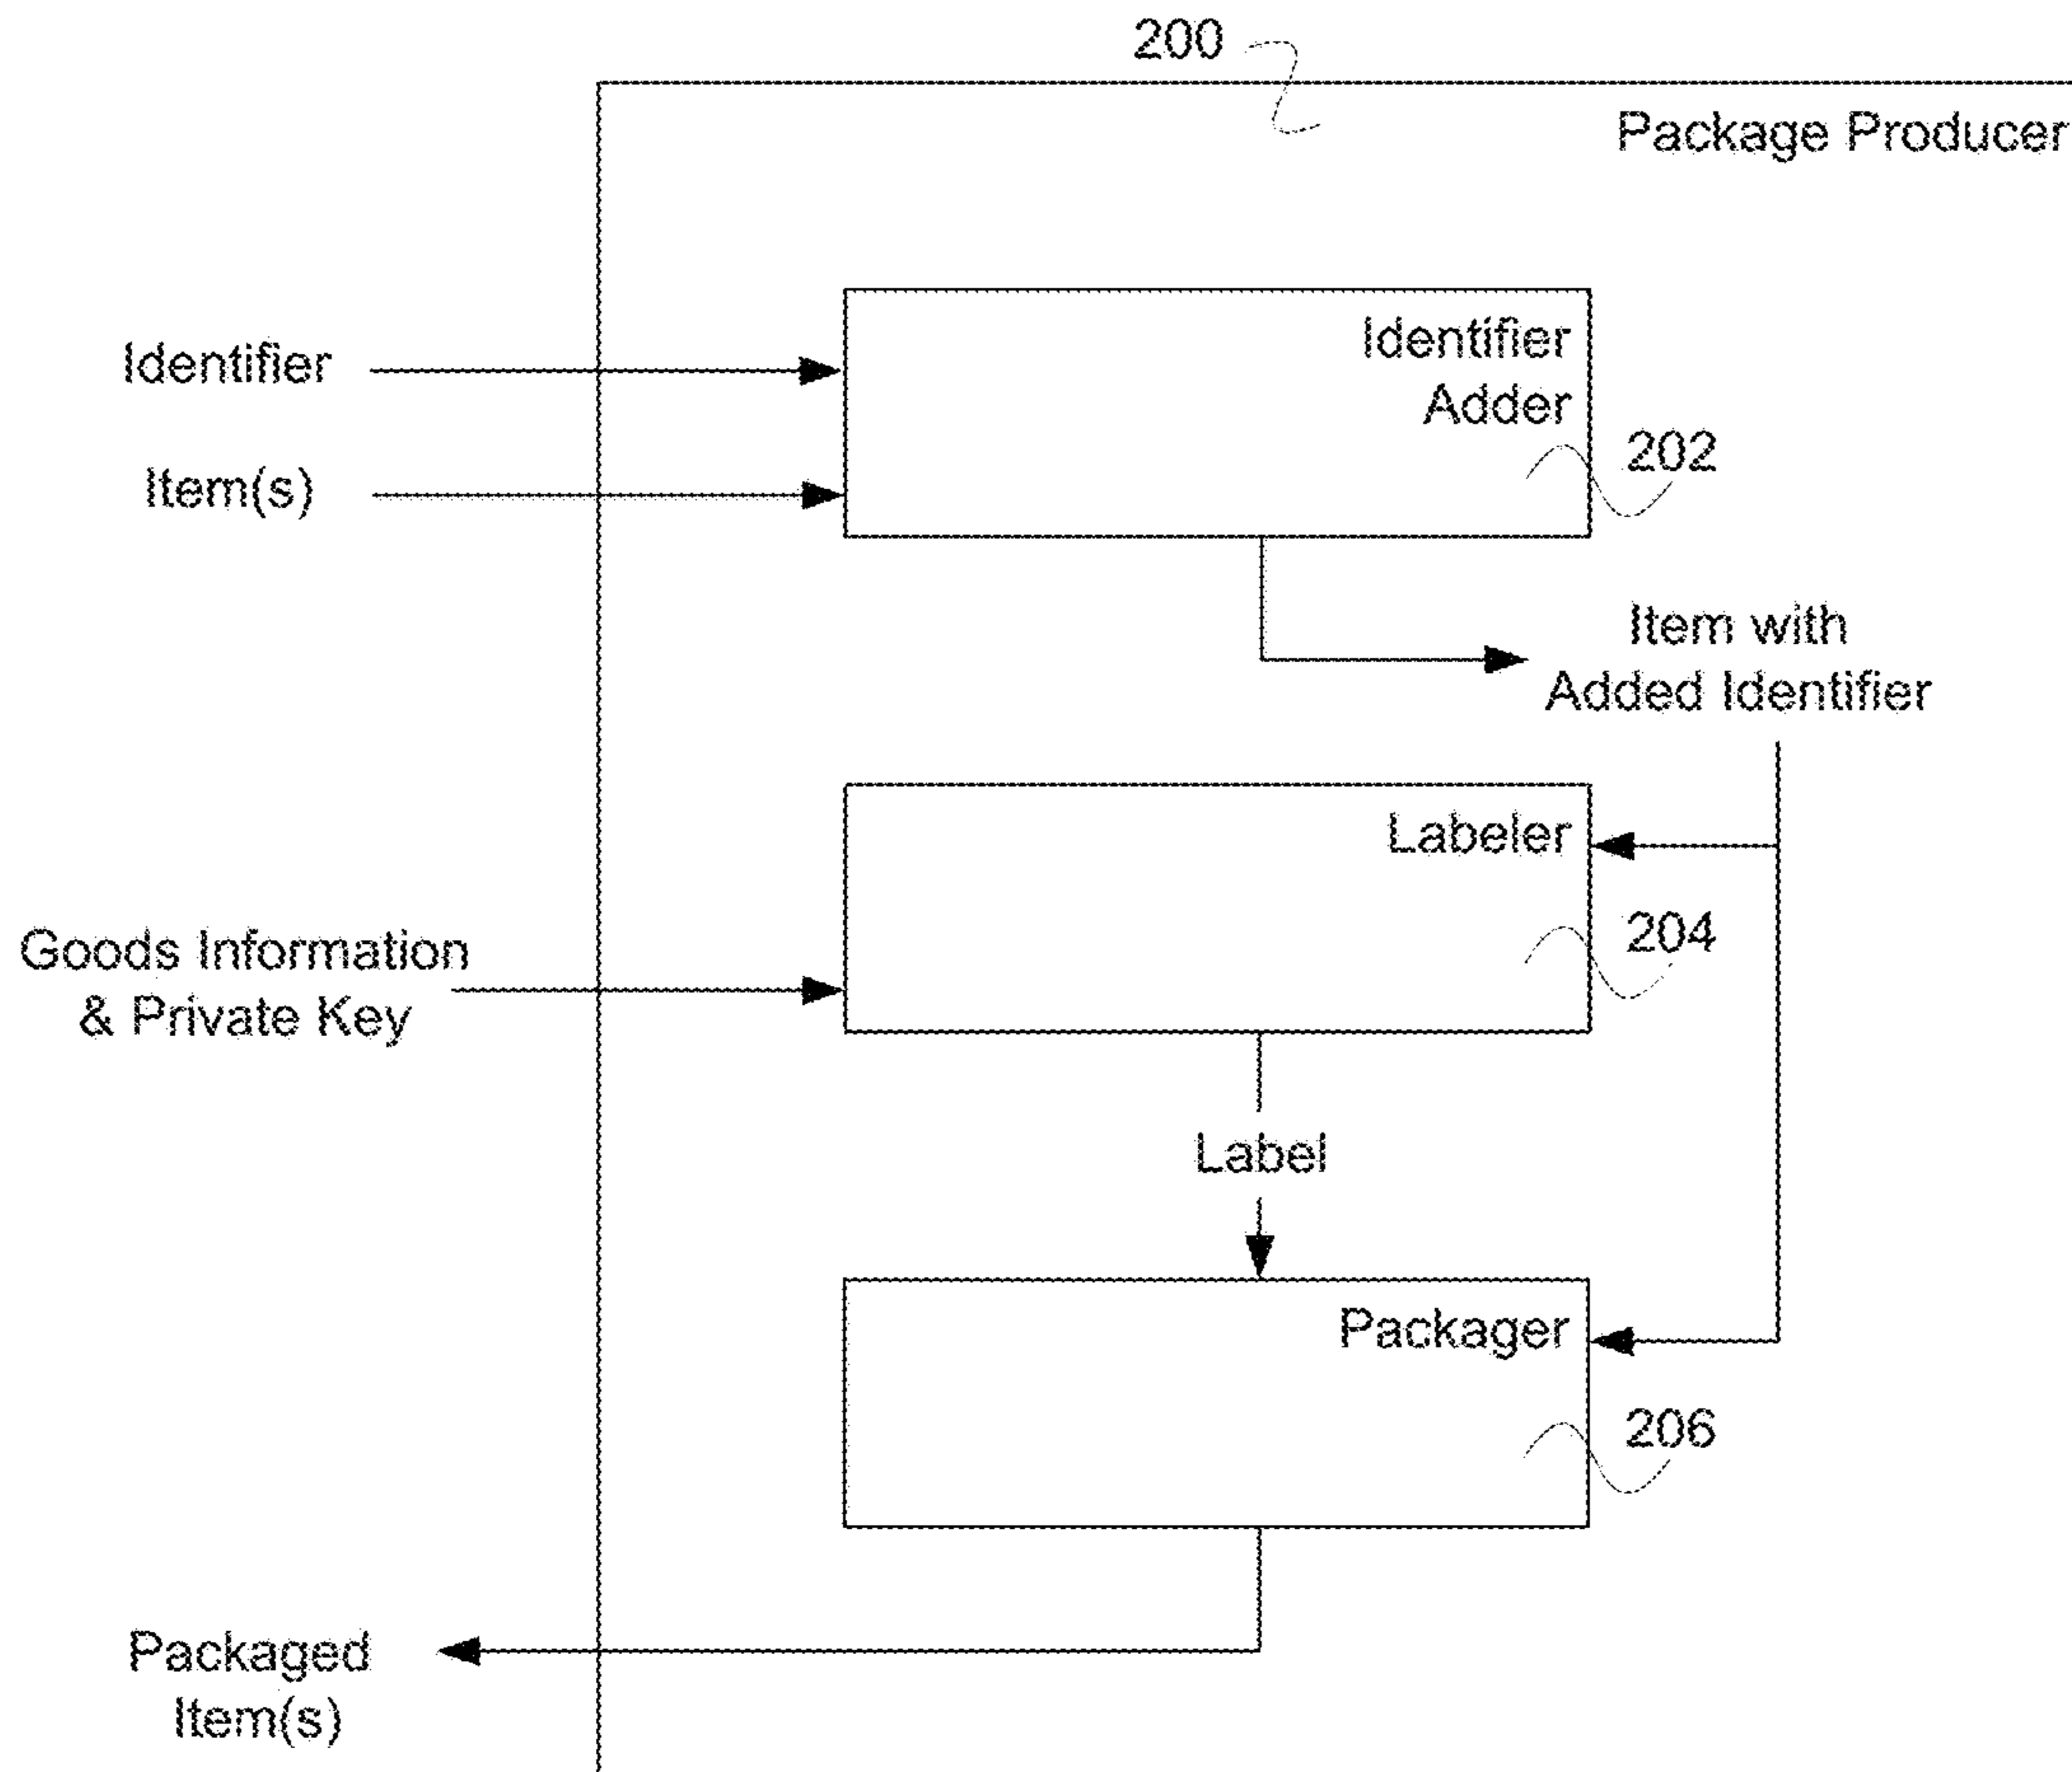 200
Package Producer
Identifier
Adder
Identifier
Item(s)
202
Item with
Added Identifier
Labeler
204
Goods Information
& Private Key
Label
Packager
206
Packaged
Item(s)